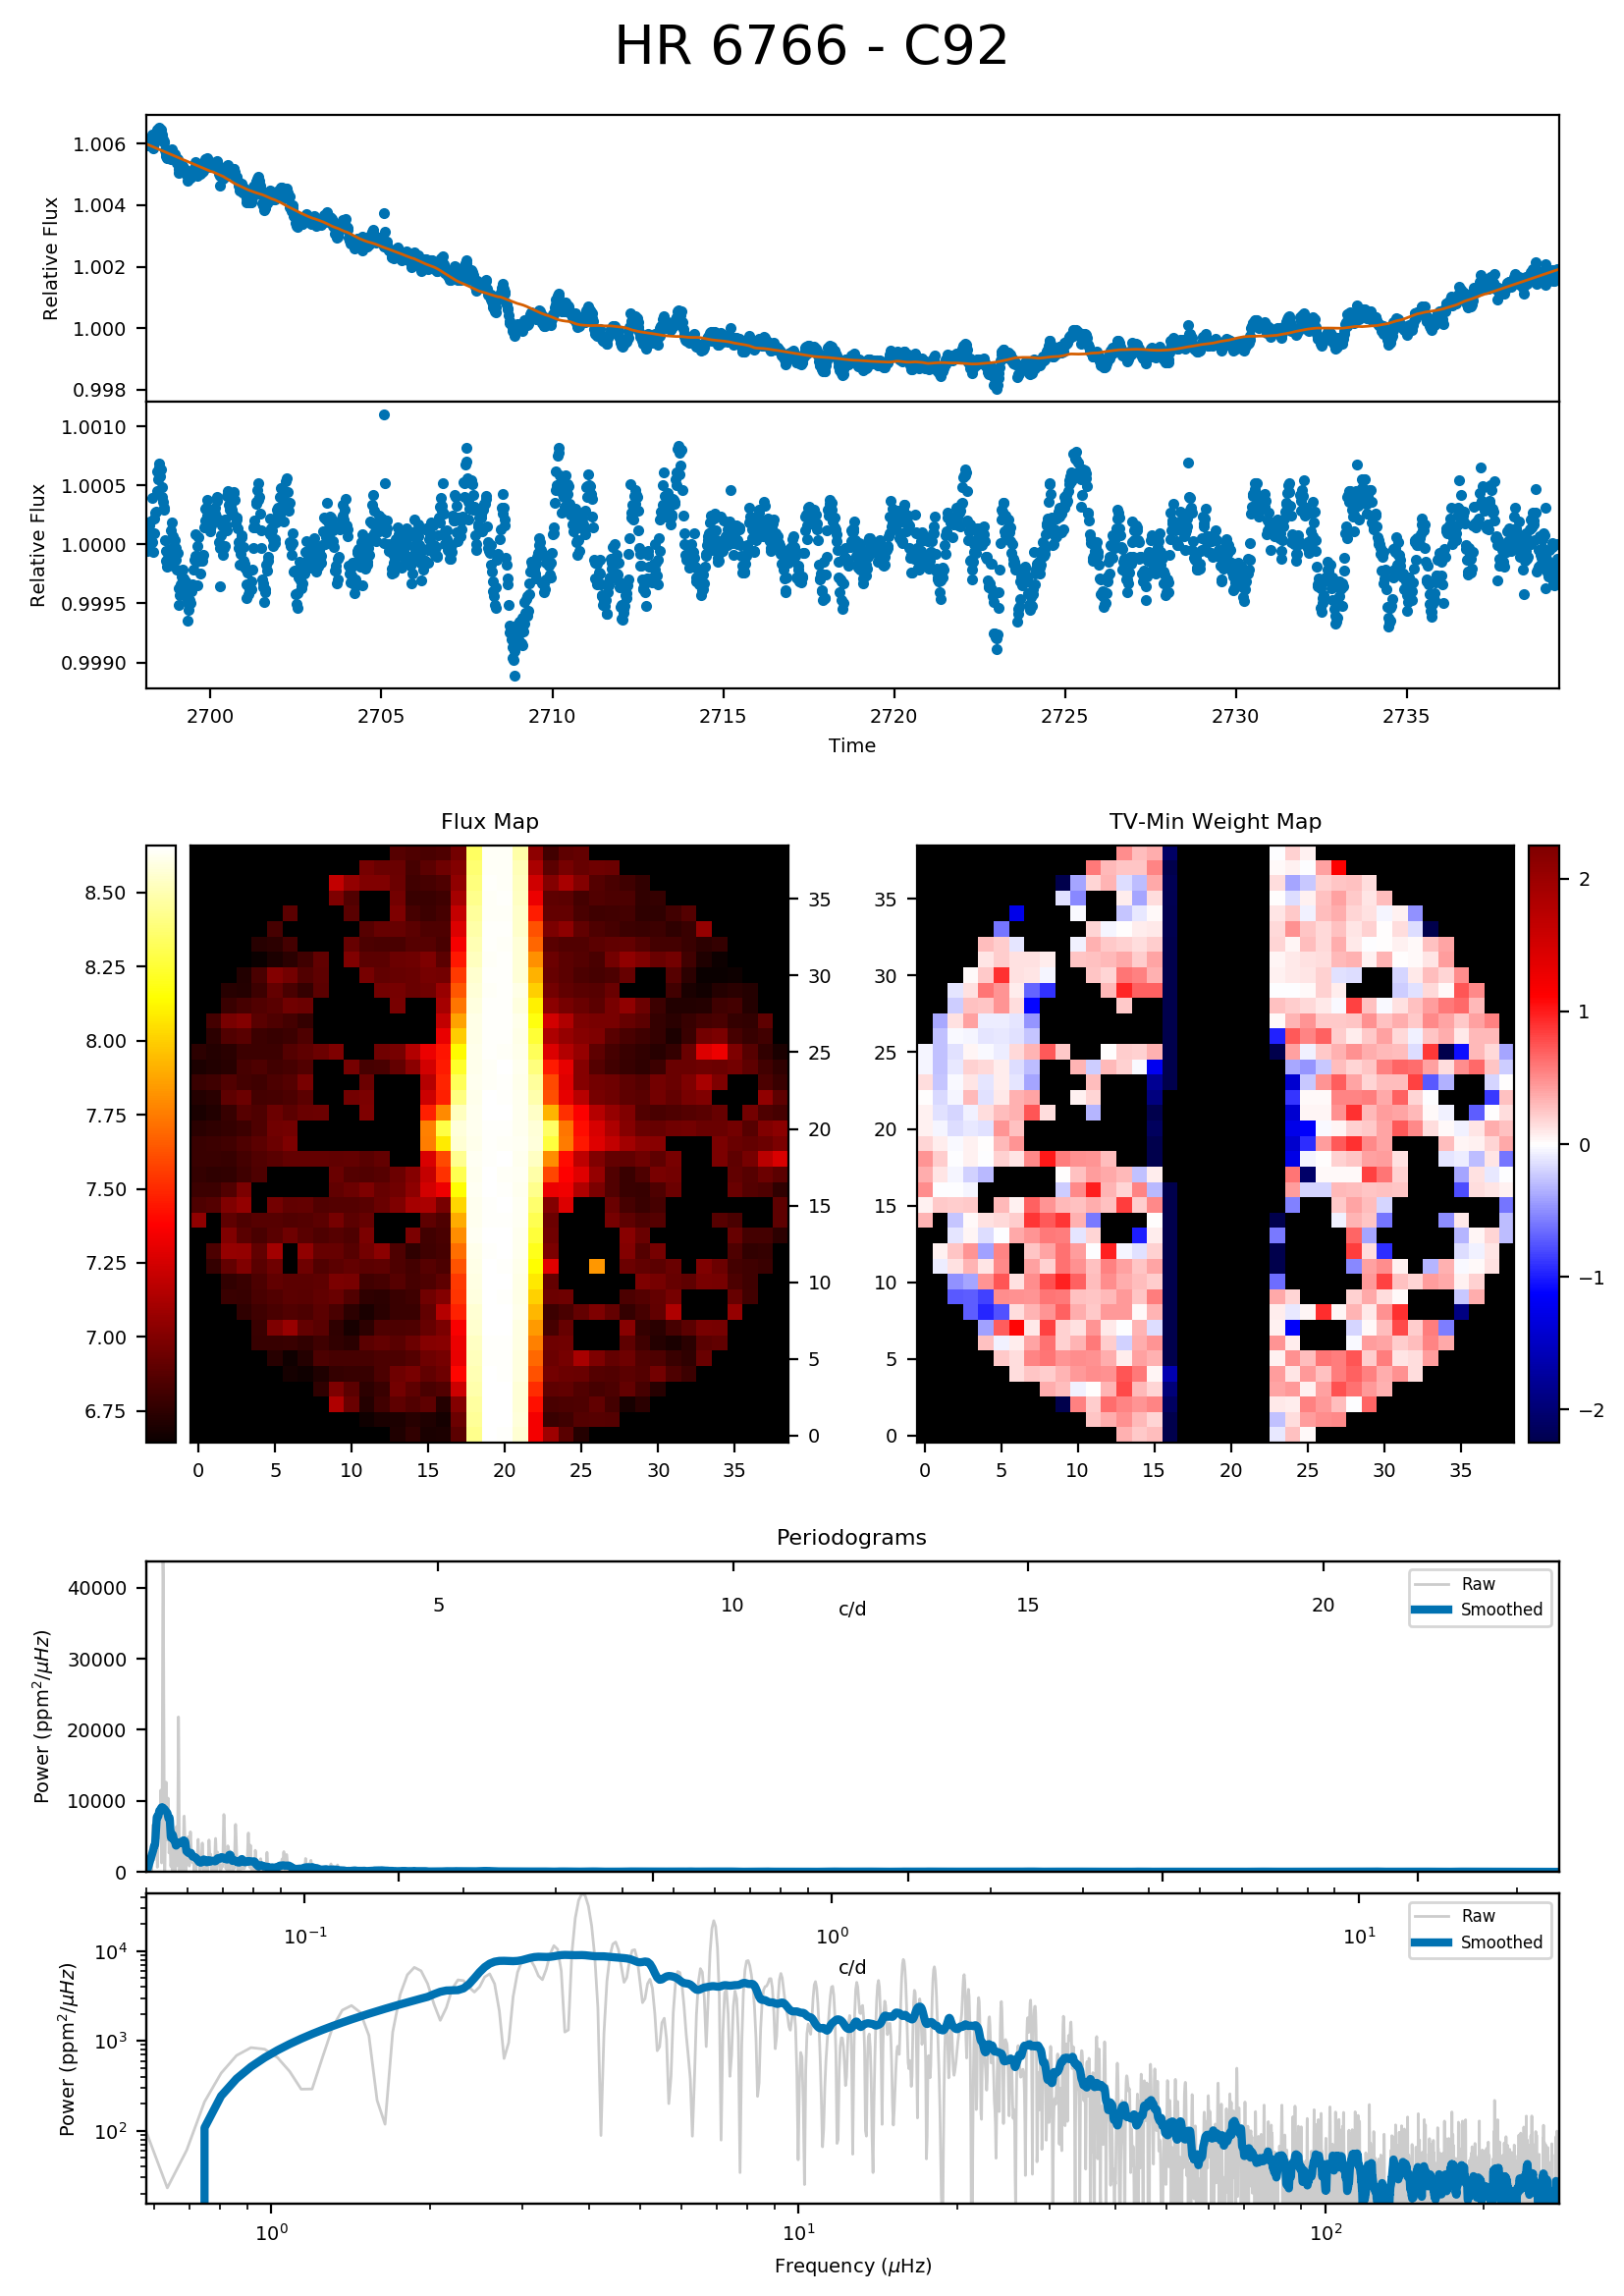 HR 6766 - C92
Relative Flux
1.006
1.004
1.002
1.000
0.998
Relative Flux
1.0010
1.0005
1.0000
0.9995
0.9990
2700 2705 2710 2715 2720 2725 2730 2735
Time
Flux Map
8.50
8.25
8.00
7.75
7.50
7.25
7.00
6.75
35
30
25
20
15
10
5
0
0 5 10 15 20 25 30 35
TV-Min Weight Map
35
30
25
20
15
10
5
0
0 5 10 15 20 25 30 35
2
1
0
−1
−2
Periodograms
Power (ppm²/μHz)
40000
30000
20000
10000
0
5 10 15 20
c/d
Raw
Smoothed
Power (ppm²/μHz)
10⁴
10³
10²
10⁻¹ 10⁰ 10¹
c/d
Raw
Smoothed
10⁰ 10¹ 10²
Frequency (μHz)